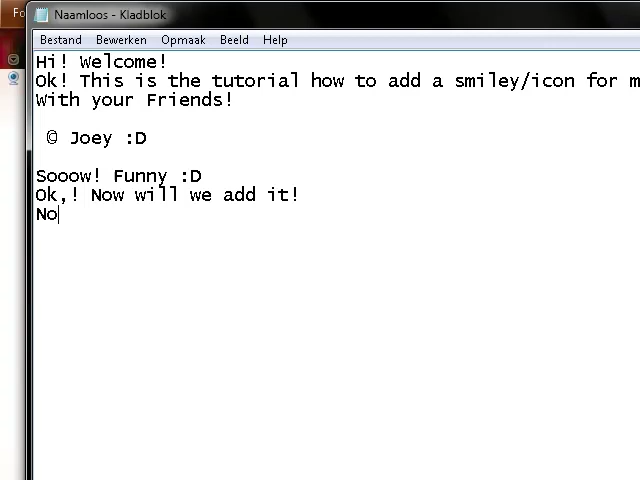 Fo
Naamloos - Kladblok
Bestand Bewerken Opmaak Beeld Help
Hi! Welcome!
Ok! This is the tutorial how to add a smiley/icon for m
With your Friends!
© Joey :D
Sooow! Funny :D
Ok,! Now will we add it!
No